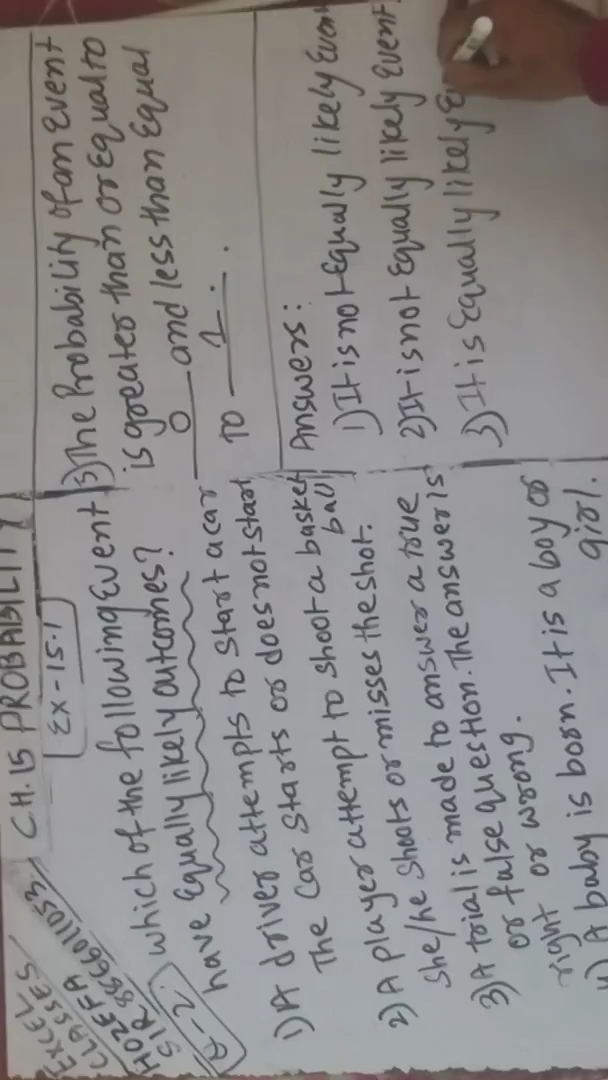 EXCEL
CLASSES
HOZEFA
SIR
CH.15 PROBABILITY
EX-15.1
Q-2. which of the following Event
have Equally likely outcomes?
1) A driver attempts to start a car
The car starts or does not start
2) A player attempt to shoot a basket
ball
She/he shoots or misses the shot.
3) A trial is made to answer a true
or false question. The answer is
right or wrong.
4) A baby is born. It is a boy or
girl.
3) The Probability of an Event
is greater than or Equal to
0 and less than Equal
to 1.
Answers:
1) It is not Equally likely Event
2) It is not Equally likely Event
3) It is Equally likely